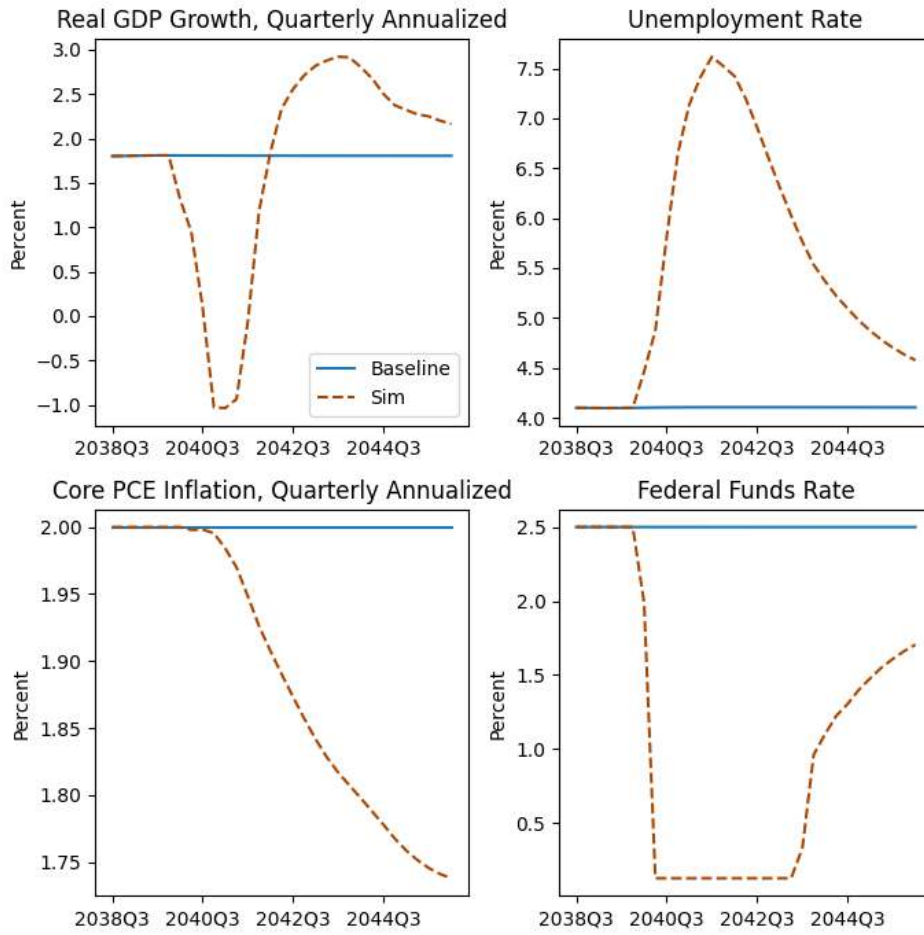 Real GDP Growth, Quarterly Annualized
Unemployment Rate
3.0
2.5
2.0
1.5
1.0
0.5
0.0
−0.5
−1.0
Percent
Baseline
Sim
2038Q3 2040Q3 2042Q3 2044Q3
7.5
7.0
6.5
6.0
5.5
5.0
4.5
4.0
Percent
2038Q3 2040Q3 2042Q3 2044Q3
Core PCE Inflation, Quarterly Annualized
Federal Funds Rate
2.00
1.95
1.90
1.85
1.80
1.75
Percent
2038Q3 2040Q3 2042Q3 2044Q3
2.5
2.0
1.5
1.0
0.5
Percent
2038Q3 2040Q3 2042Q3 2044Q3